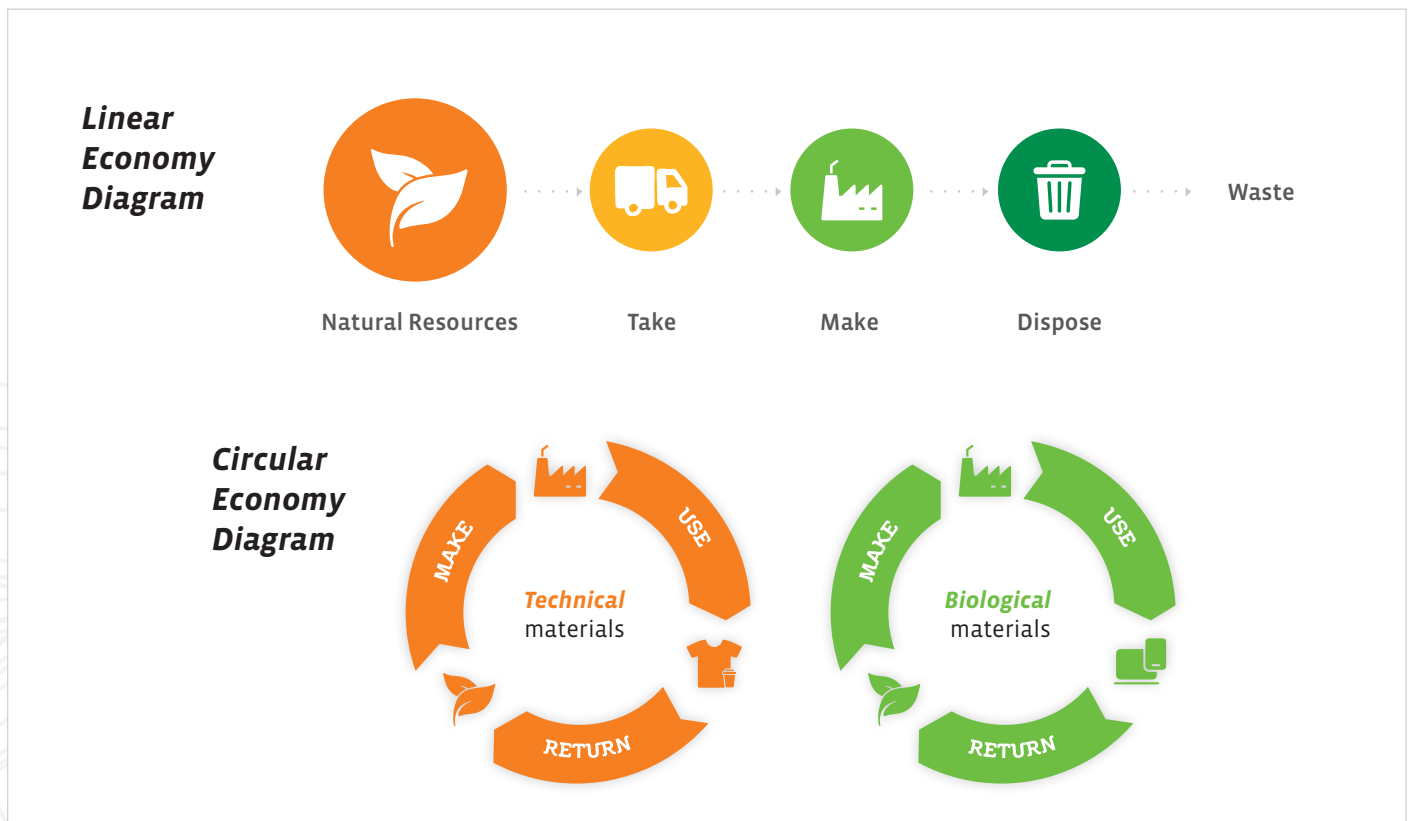 Linear
Economy
Diagram
Waste
Natural Resources
Take
Make
Dispose
Circular
Economy
Diagram
MAKE
USE
Technical
materials
RETURN
MAKE
USE
Biological
materials
RETURN